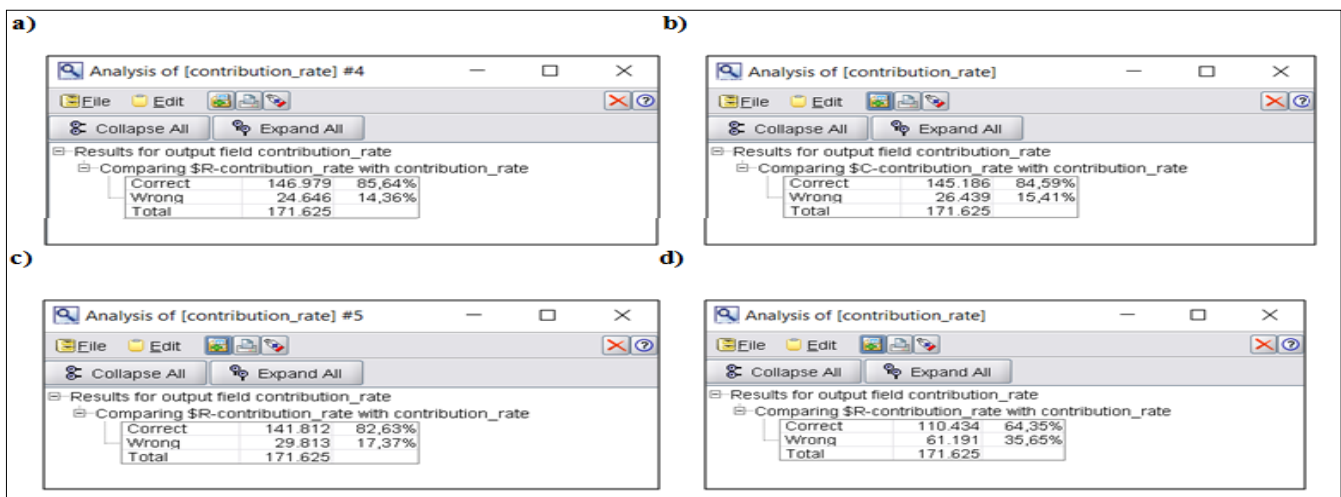 a)
Analysis of [contribution_rate] #4
File Edit
Collapse All Expand All
Results for output field contribution_rate
Comparing $R-contribution_rate with contribution_rate
Correct 146.979 85,64%
Wrong 24.646 14,36%
Total 171.625
b)
Analysis of [contribution_rate]
File Edit
Collapse All Expand All
Results for output field contribution_rate
Comparing $C-contribution_rate with contribution_rate
Correct 145.186 84,59%
Wrong 26.439 15,41%
Total 171.625
c)
Analysis of [contribution_rate] #5
File Edit
Collapse All Expand All
Results for output field contribution_rate
Comparing $R-contribution_rate with contribution_rate
Correct 141.812 82,63%
Wrong 29.813 17,37%
Total 171.625
d)
Analysis of [contribution_rate]
File Edit
Collapse All Expand All
Results for output field contribution_rate
Comparing $R-contribution_rate with contribution_rate
Correct 110.434 64,35%
Wrong 61.191 35,65%
Total 171.625